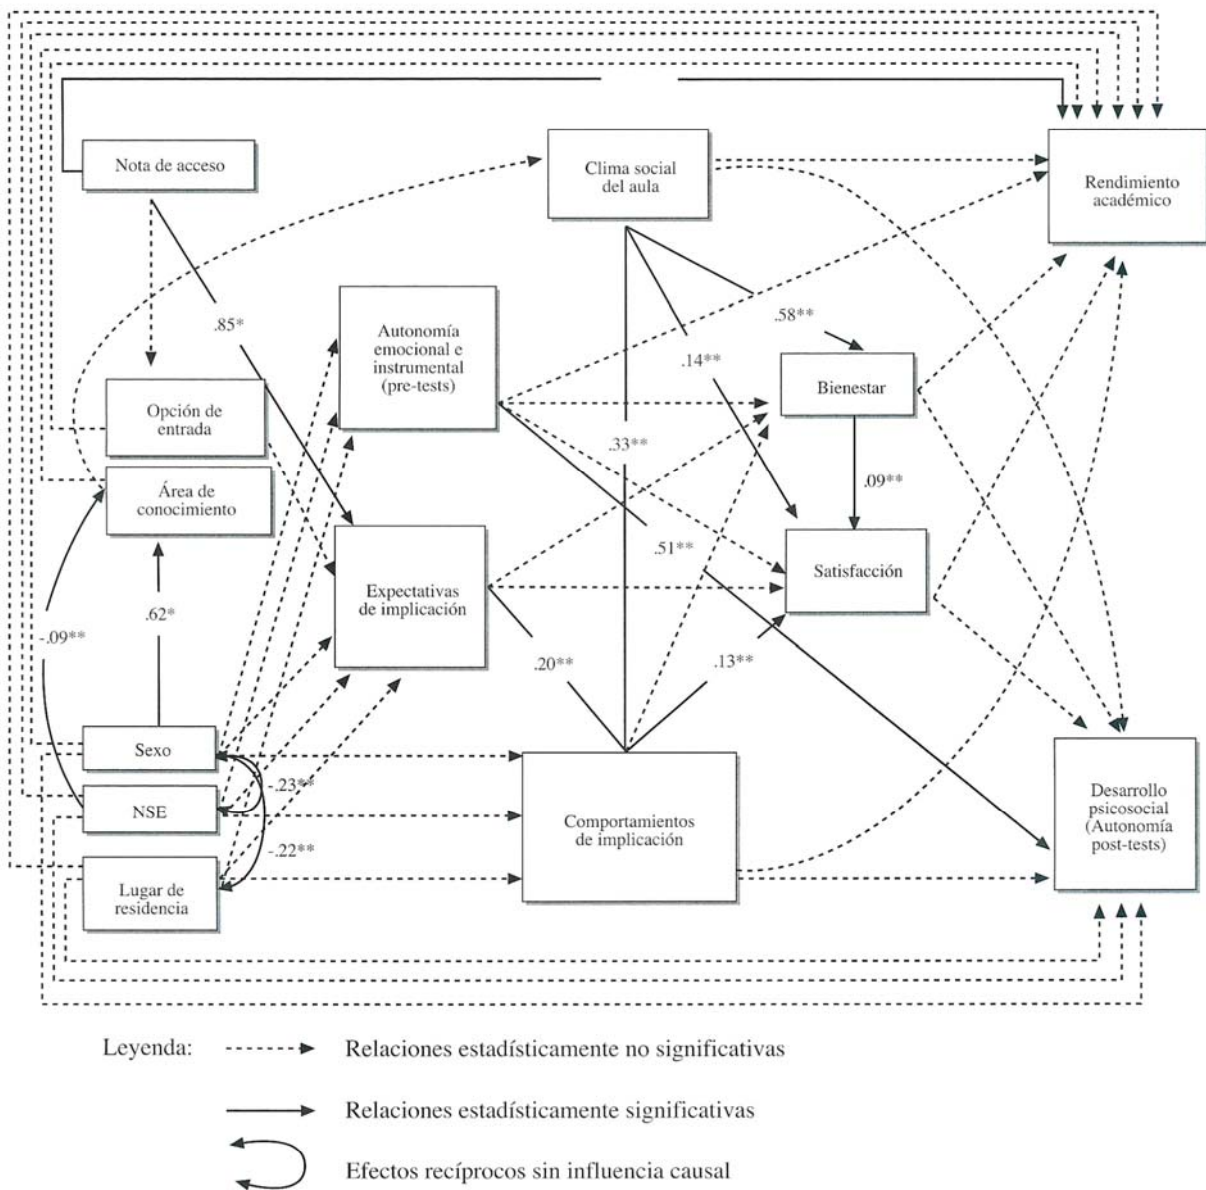 Nota de acceso
Clima social
del aula
Rendimiento
académico
.85*
Autonomía
emocional e
instrumental
(pre-tests)
.58**
.14**
Bienestar
Opción de
entrada
.33**
Área de
conocimiento
.09**
.51**
Expectativas
de implicación
Satisfacción
-.09**
.62*
.20**
.13**
Sexo
-.23**
NSE
Comportamientos
de implicación
Desarrollo
psicosocial
(Autonomía
post-tests)
-.22**
Lugar de
residencia
Leyenda:
Relaciones estadísticamente no significativas
Relaciones estadísticamente significativas
Efectos recíprocos sin influencia causal